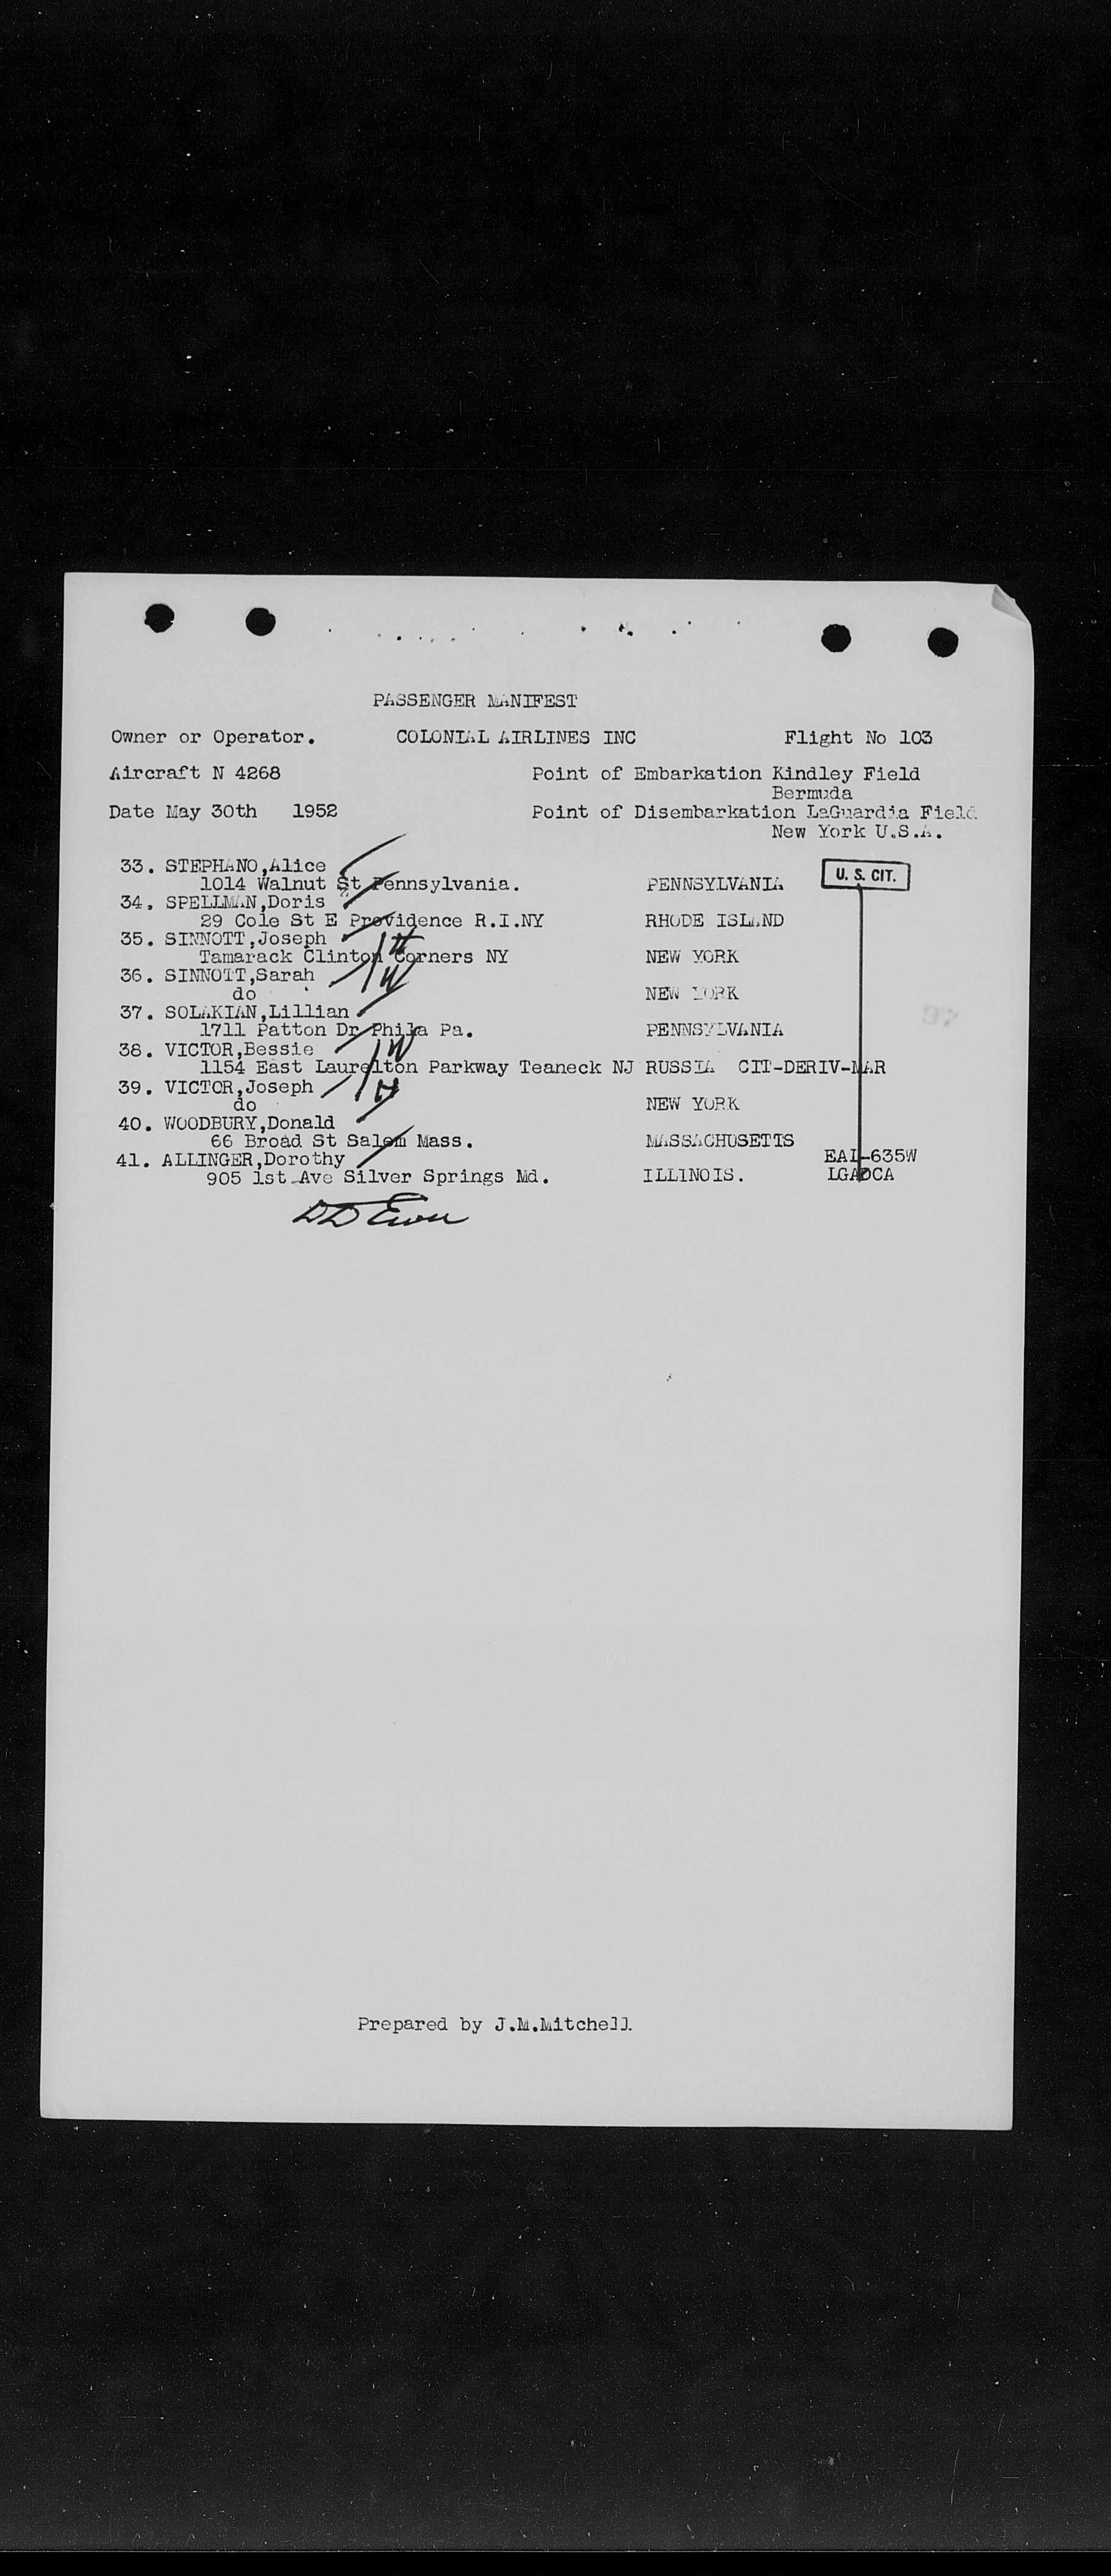 PASSENGER MANIFEST
Owner or Operator. COLONIAL AIRLINES INC Flight No 103
Aircraft N 4268 Point of Embarkation Kindley Field
Bermuda
Date May 30th 1952 Point of Disembarkation LaGuardia Field
New York U.S.A.
33. STEPHANO,Alice
U. S. CIT.
1014 Walnut St Pennsylvania. PENNSYLVANIA
34. SPELLMAN,Doris
29 Cole St E Providence R.I.NY RHODE ISLAND
35. SINNOTT,Joseph H
Tamarack Clinton Corners NY NEW YORK
36. SINNOTT,Sarah W
do NEW YORK
37. SOLAKIAN,Lillian
1711 Patton Dr Phila Pa. PENNSYLVANIA
38. VICTOR,Bessie W
1154 East Laurelton Parkway Teaneck NJ RUSSIA CIT-DERIV-MAR
39. VICTOR,Joseph H
do NEW YORK
40. WOODBURY,Donald
66 Broad St Salem Mass. MASSACHUSETTS
41. ALLINGER,Dorothy EAL-635W
905 1st Ave Silver Springs Md. ILLINOIS. LGADCA
Prepared by J.M.Mitchell